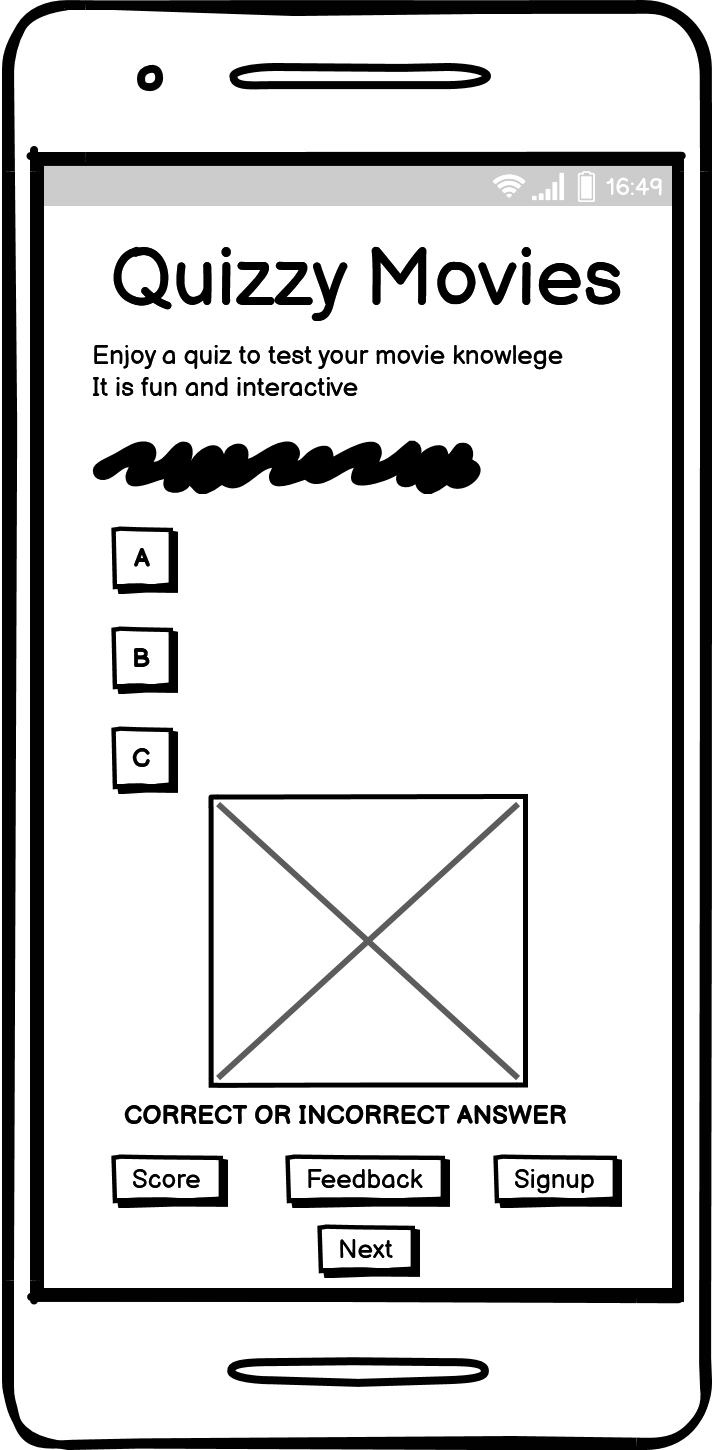 16:49
Quizzy Movies
Enjoy a quiz to test your movie knowlege
It is fun and interactive
A
B
C
CORRECT OR INCORRECT ANSWER
Score Feedback Signup
Next